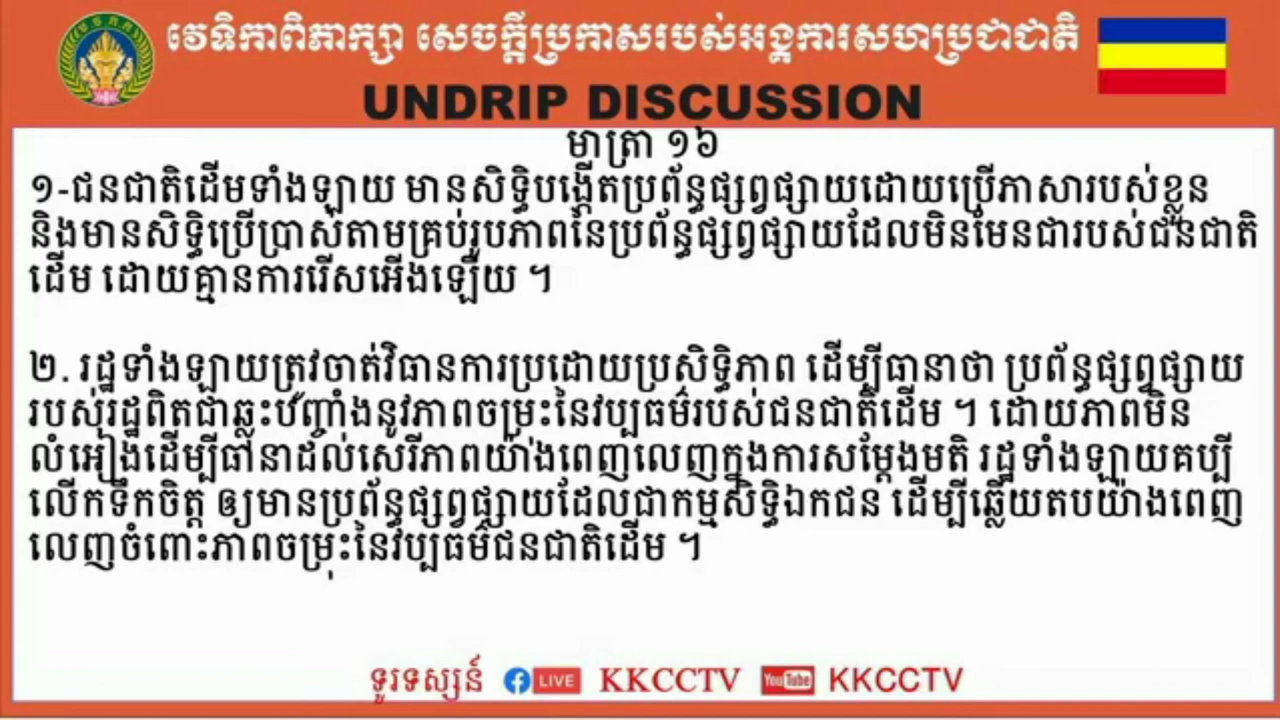 វេទិកាពិភាក្សា សេចក្ដីប្រកាសរបស់អង្គការសហប្រជាជាតិ
UNDRIP DISCUSSION
មាត្រា ១៦
១-ជនជាតិដើមទាំងឡាយ មានសិទ្ធិបង្កើតប្រព័ន្ធផ្សព្វផ្សាយដោយប្រើភាសារបស់ខ្លួន
និងមានសិទ្ធិប្រើប្រាស់តាមគ្រប់រូបភាពនៃប្រព័ន្ធផ្សព្វផ្សាយដែលមិនមែនជារបស់ជនជាតិ
ដើម ដោយគ្មានការរើសអើងឡើយ ។
២. រដ្ឋទាំងឡាយត្រូវចាត់វិធានការប្រដោយប្រសិទ្ធិភាព ដើម្បីធានាថា ប្រព័ន្ធផ្សព្វផ្សាយ
របស់រដ្ឋពិតជាឆ្លុះបញ្ចាំងនូវភាពចម្រុះនៃវប្បធម៌របស់ជនជាតិដើម ។ ដោយភាពមិន
លំអៀងដើម្បីធានាដល់សេរីភាពយ៉ាងពេញលេញក្នុងការសម្ដែងមតិ រដ្ឋទាំងឡាយគប្បី
លើកទឹកចិត្ត ឲ្យមានប្រព័ន្ធផ្សព្វផ្សាយដែលជាកម្មសិទ្ធិឯកជន ដើម្បីឆ្លើយតបយ៉ាងពេញ
លេញចំពោះភាពចម្រុះនៃវប្បធម៌ជនជាតិដើម ។
ទូរទស្សន៍ LIVE KKCCTV YouTube KKCCTV